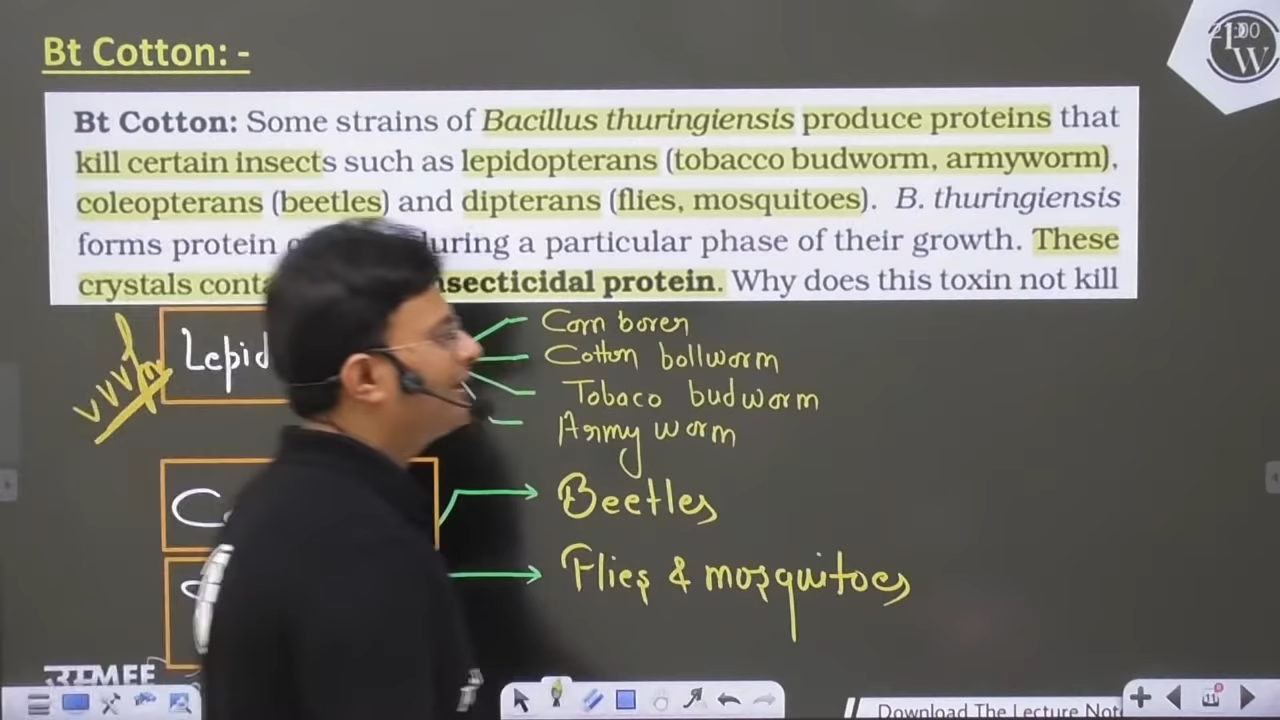 Bt Cotton: -
21:00
W
Bt Cotton: Some strains of Bacillus thuringiensis produce proteins that
kill certain insects such as lepidopterans (tobacco budworm, armyworm),
coleopterans (beetles) and dipterans (flies, mosquitoes). B. thuringiensis
forms protein during a particular phase of their growth. These
crystals insecticidal protein. Why does this toxin not kill
Corn borer
Lepid
Cotton bollworm
Tobaco budworm
Army worm
Beetles
Flies & mosquitoes
Download The Lecture